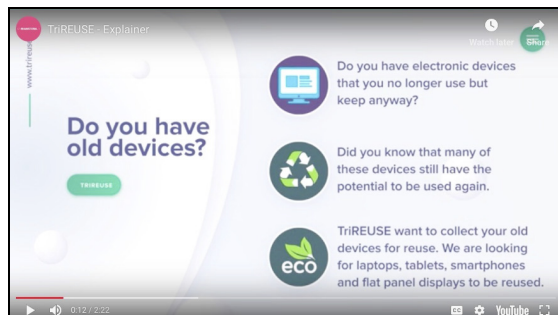 TriREUSE - Explainer
Watch later
Share
www.trireuse
Do you have
old devices?
TRIREUSE
Do you have electronic devices
that you no longer use but
keep anyway?
Did you know that many of
these devices still have the
potential to be used again.
eco
TriREUSE want to collect your old
devices for reuse. We are looking
for laptops, tablets, smartphones
and flat panel displays to be reused.
0:12 / 2:22
CC
YouTube